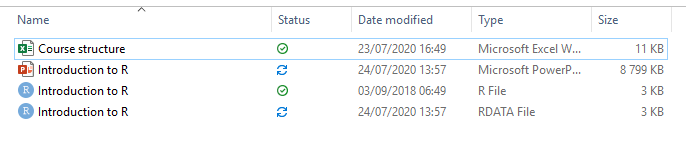 Name Status Date modified Type Size
Course structure 23/07/2020 16:49 Microsoft Excel W... 11 KB
Introduction to R 24/07/2020 13:57 Microsoft PowerP... 8 799 KB
R Introduction to R 03/09/2018 06:49 R File 3 KB
R Introduction to R 24/07/2020 13:57 RDATA File 3 KB